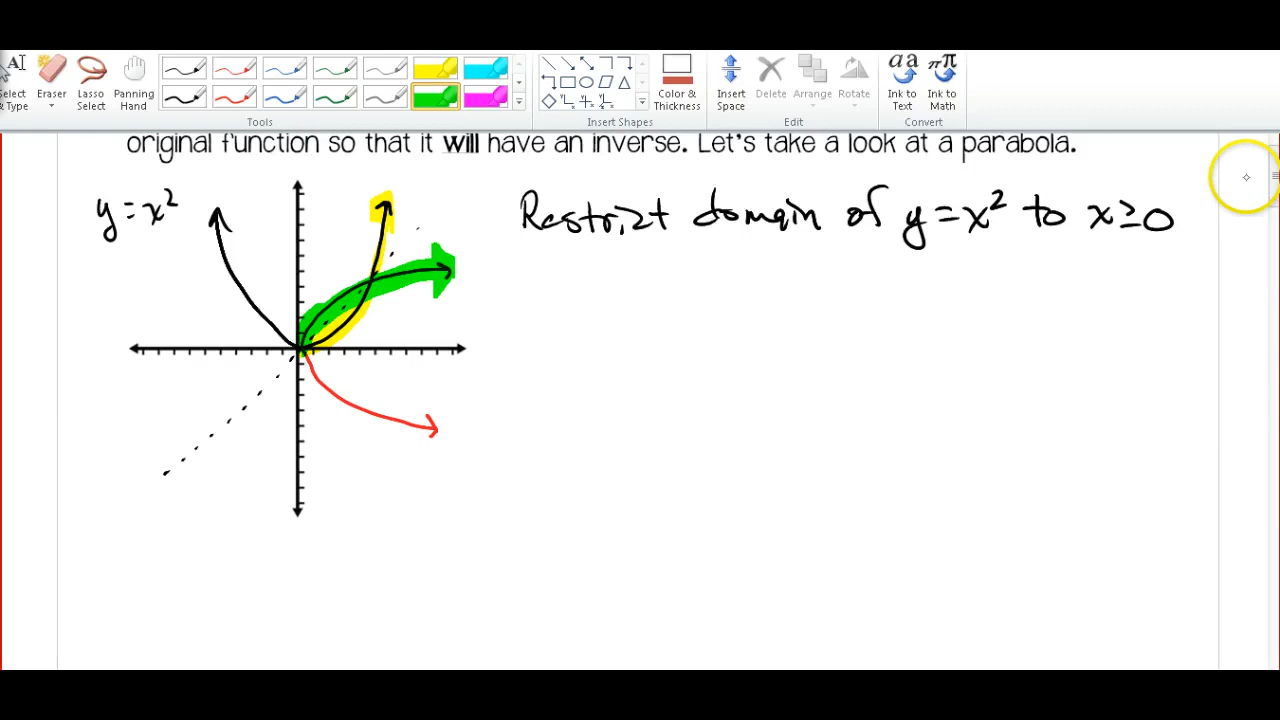 Select & Type
Eraser
Lasso Select
Panning Hand
Tools
Insert Shapes
Color & Thickness
Insert Space
Delete
Arrange
Rotate
Edit
Ink to Text
Ink to Math
Convert
original function so that it will have an inverse. Let's take a look at a parabola.
y = x²
Restrict domain of y = x² to x ≥ 0